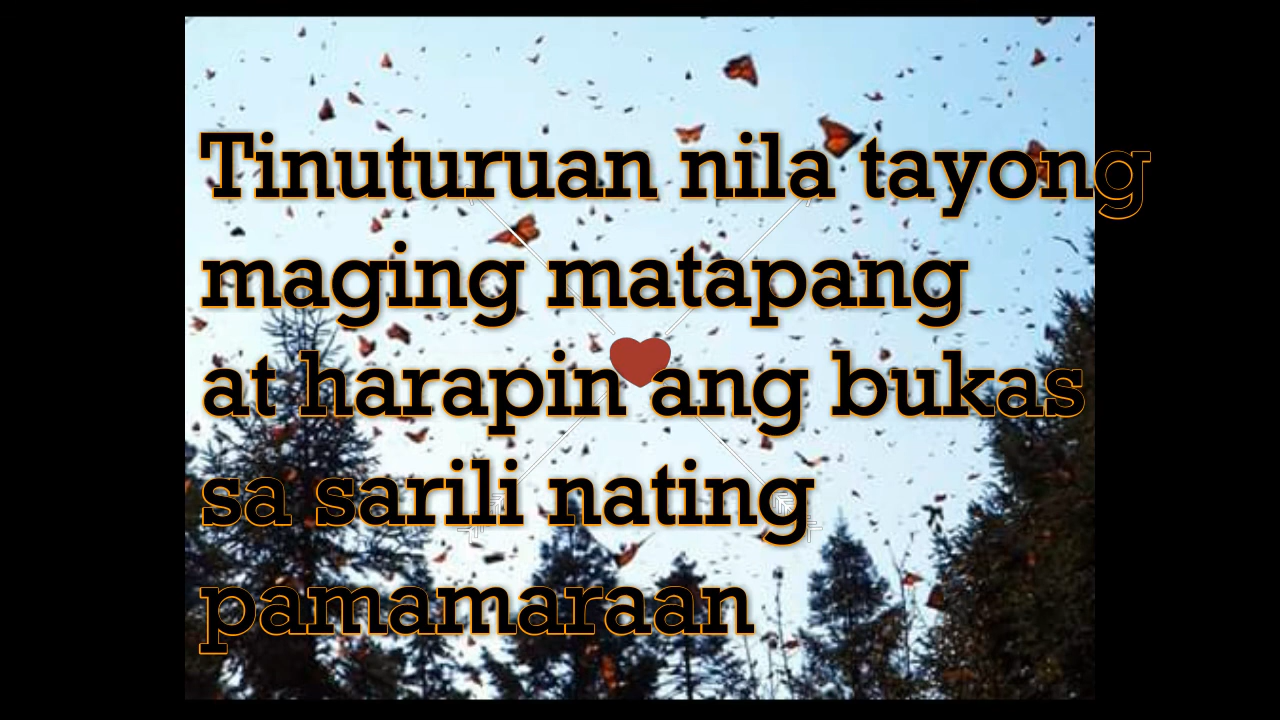 Tinuturuan nila tayong
maging matapang
at harapin ang bukas
sa sarili nating
pamamaraan